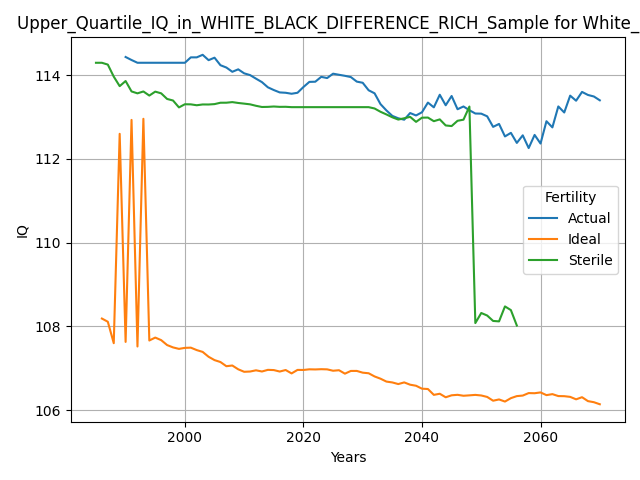 Upper_Quartile_IQ_in_WHITE_BLACK_DIFFERENCE_RICH_Sample for White_
114
112
110
108
106
IQ
Fertility
Actual
Ideal
Sterile
2000 2020 2040 2060
Years